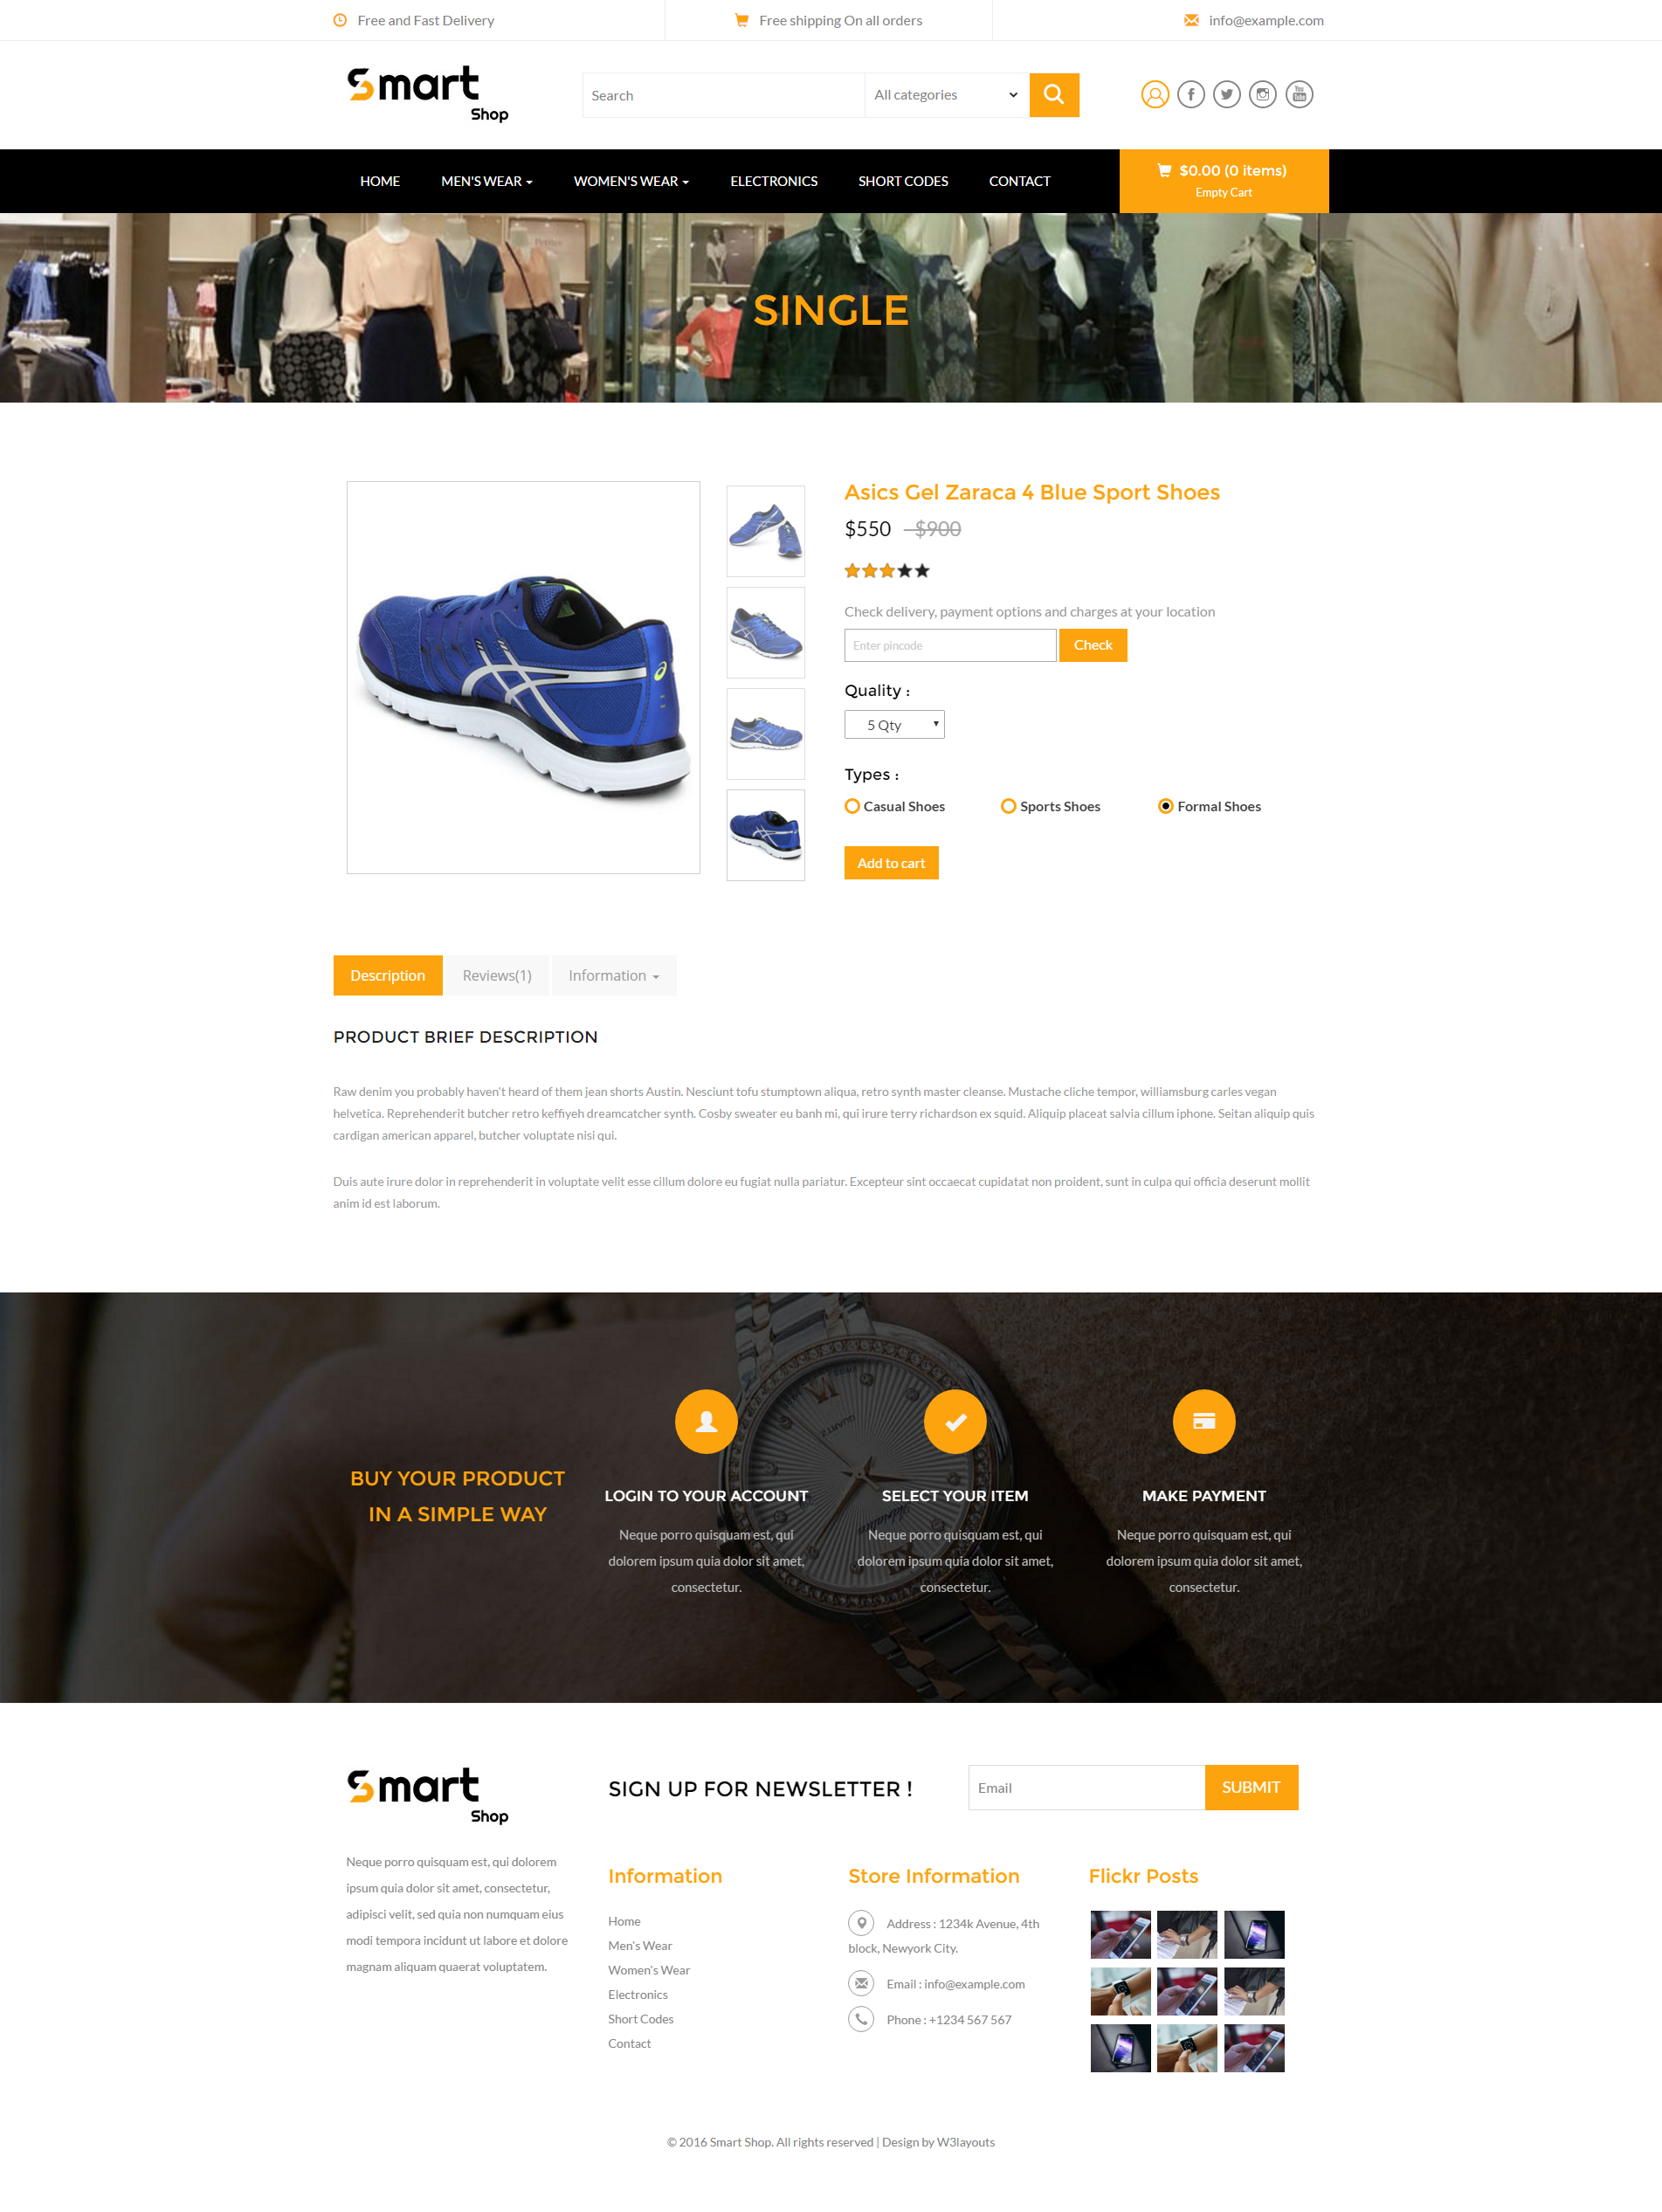 Free and Fast Delivery
Free shipping On all orders
info@example.com
Smart
Shop
Search
All categories
HOME
MEN'S WEAR
WOMEN'S WEAR
ELECTRONICS
SHORT CODES
CONTACT
$0.00 (0 items)
Empty Cart
SINGLE
Asics Gel Zaraca 4 Blue Sport Shoes
$550 - $900
Check delivery, payment options and charges at your location
Enter pincode
Check
Quality :
5 Qty
Types :
Casual Shoes
Sports Shoes
Formal Shoes
Add to cart
Description
Reviews(1)
Information
PRODUCT BRIEF DESCRIPTION
Raw denim you probably haven't heard of them jean shorts Austin. Nesciunt tofu stumptown aliqua, retro synth master cleanse. Mustache cliche tempor, williamsburg carles vegan
helvetica. Reprehenderit butcher retro keffiyeh dreamcatcher synth. Cosby sweater eu banh mi, qui irure terry richardson ex squid. Aliquip placeat salvia cillum iphone. Seitan aliquip quis
cardigan american apparel, butcher voluptate nisi qui.
Duis aute irure dolor in reprehenderit in voluptate velit esse cillum dolore eu fugiat nulla pariatur. Excepteur sint occaecat cupidatat non proident, sunt in culpa qui officia deserunt mollit
anim id est laborum.
BUY YOUR PRODUCT
IN A SIMPLE WAY
LOGIN TO YOUR ACCOUNT
Neque porro quisquam est, qui
dolorem ipsum quia dolor sit amet,
consectetur.
SELECT YOUR ITEM
Neque porro quisquam est, qui
dolorem ipsum quia dolor sit amet,
consectetur.
MAKE PAYMENT
Neque porro quisquam est, qui
dolorem ipsum quia dolor sit amet,
consectetur.
Smart
Shop
SIGN UP FOR NEWSLETTER !
Email
SUBMIT
Neque porro quisquam est, qui dolorem
ipsum quia dolor sit amet, consectetur,
adipisci velit, sed quia non numquam eius
modi tempora incidunt ut labore et dolore
magnam aliquam quaerat voluptatem.
Information
Home
Men's Wear
Women's Wear
Electronics
Short Codes
Contact
Store Information
Address : 1234k Avenue, 4th
block, Newyork City.
Email : info@example.com
Phone : +1234 567 567
Flickr Posts
© 2016 Smart Shop. All rights reserved | Design by W3layouts